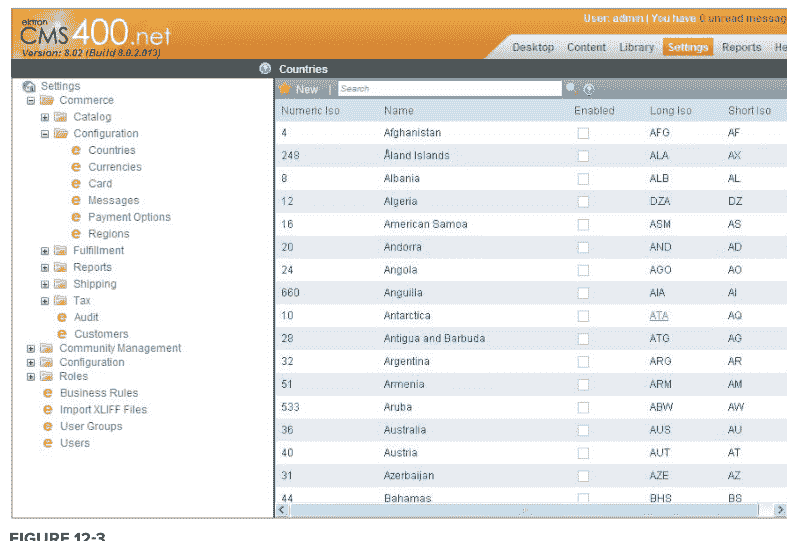 ektron
CMS400.net
Version: 8.02 (Build 8.0.2.013)
User: admin | You have 0 unread messag
Desktop Content Library Settings Reports He
Settings
Commerce
Catalog
Configuration
Countries
Currencies
Card
Messages
Payment Options
Regions
Fulfillment
Reports
Shipping
Tax
Audit
Customers
Community Management
Configuration
Roles
Business Rules
Import XLIFF Files
User Groups
Users
Countries
New | Search
Numeric Iso Name Enabled Long Iso Short Iso
4 Afghanistan AFG AF
248 Åland Islands ALA AX
8 Albania ALB AL
12 Algeria DZA DZ
16 American Samoa ASM AS
20 Andorra AND AD
24 Angola AGO AO
660 Anguilla AIA AI
10 Antarctica ATA AQ
28 Antigua and Barbuda ATG AG
32 Argentina ARG AR
51 Armenia ARM AM
533 Aruba ABW AW
36 Australia AUS AU
40 Austria AUT AT
31 Azerbaijan AZE AZ
44 Bahamas BHS BS
FIGURE 12-3